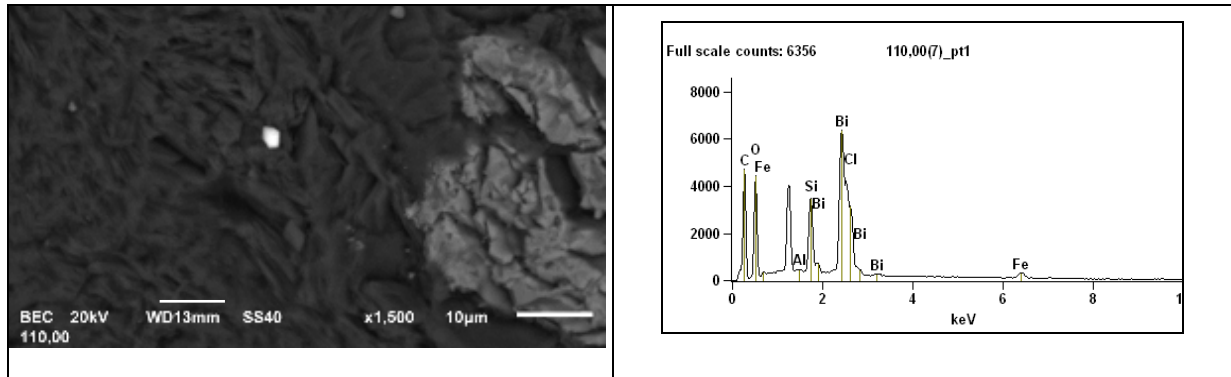 BEC 20kV WD13mm SS40 x1,500 10µm
110,00
Full scale counts: 6356 110,00(7)_pt1
8000
6000
4000
2000
0
C
O
Fe
Al
Si
Bi
Bi
Cl
Bi
Bi
Fe
0 2 4 6 8 1
keV